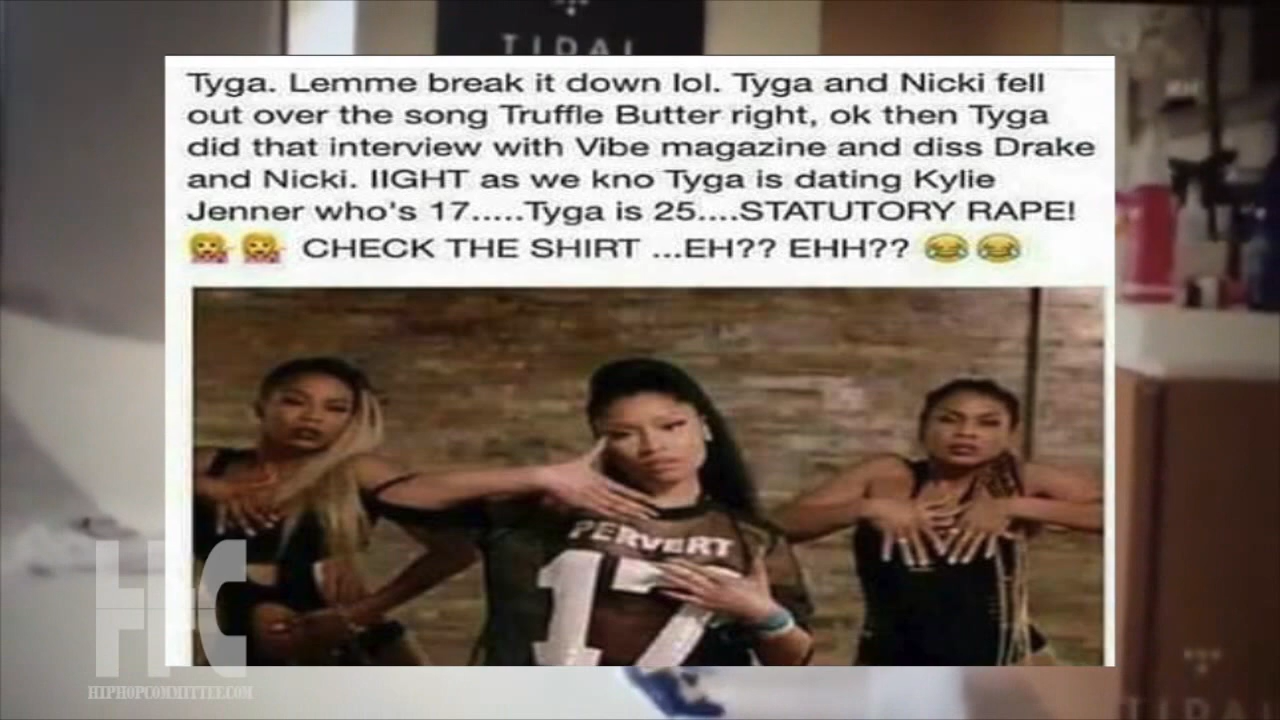 TIDAL
Tyga. Lemme break it down lol. Tyga and Nicki fell
out over the song Truffle Butter right, ok then Tyga
did that interview with Vibe magazine and diss Drake
and Nicki. IIGHT as we kno Tyga is dating Kylie
Jenner who's 17.....Tyga is 25....STATUTORY RAPE!
💇 💇 CHECK THE SHIRT ...EH?? EHH?? 😂 😂
PERVERT
17
HHC
HIPHOPCOMMITTEE.COM
TIDAL